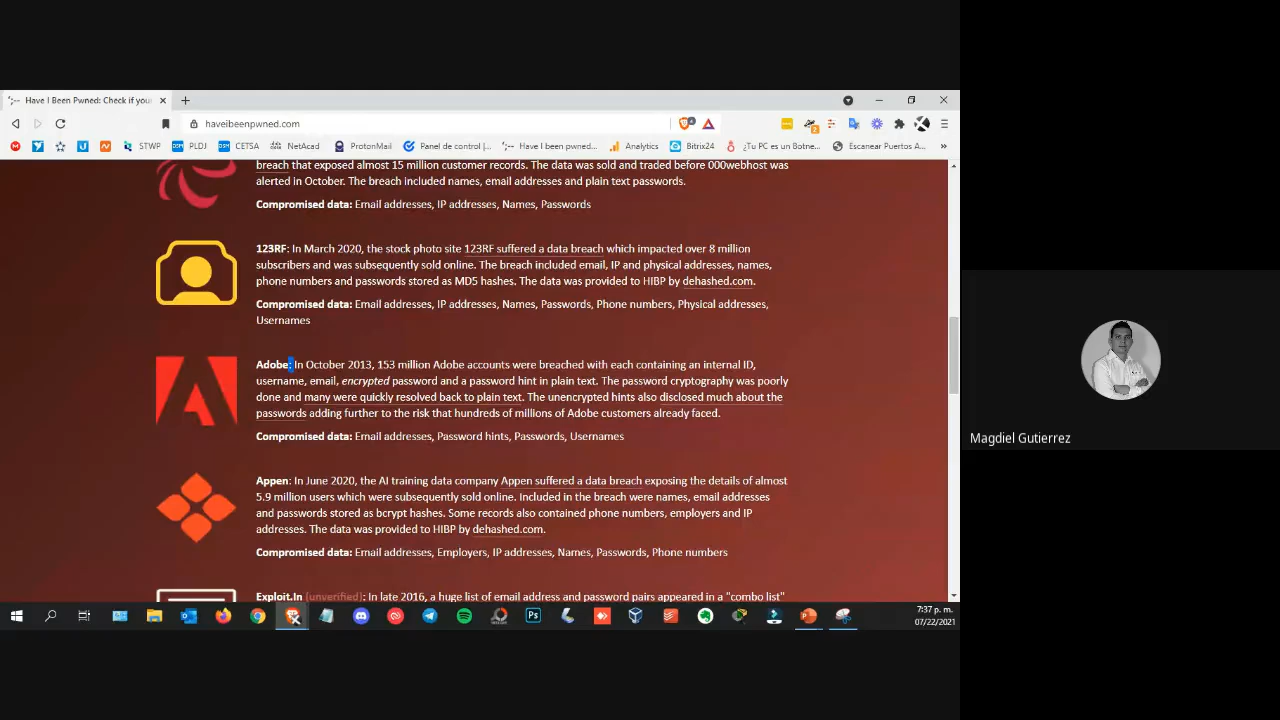 Have I Been Pwned: Check if your
haveibeenpwned.com
STWP PLDJ CETSA NetAcad ProtonMail Panel de control |... Have I been pwned... Analytics Bitrix24 ¿Tu PC es un Botne... Escanear Puertos A...
breach that exposed almost 15 million customer records. The data was sold and traded before 000webhost was
alerted in October. The breach included names, email addresses and plain text passwords.
Compromised data: Email addresses, IP addresses, Names, Passwords
123RF: In March 2020, the stock photo site 123RF suffered a data breach which impacted over 8 million
subscribers and was subsequently sold online. The breach included email, IP and physical addresses, names,
phone numbers and passwords stored as MD5 hashes. The data was provided to HIBP by dehashed.com.
Compromised data: Email addresses, IP addresses, Names, Passwords, Phone numbers, Physical addresses,
Usernames
Adobe: In October 2013, 153 million Adobe accounts were breached with each containing an internal ID,
username, email, encrypted password and a password hint in plain text. The password cryptography was poorly
done and many were quickly resolved back to plain text. The unencrypted hints also disclosed much about the
passwords adding further to the risk that hundreds of millions of Adobe customers already faced.
Compromised data: Email addresses, Password hints, Passwords, Usernames
Appen: In June 2020, the AI training data company Appen suffered a data breach exposing the details of almost
5.9 million users which were subsequently sold online. Included in the breach were names, email addresses
and passwords stored as bcrypt hashes. Some records also contained phone numbers, employers and IP
addresses. The data was provided to HIBP by dehashed.com.
Compromised data: Email addresses, Employers, IP addresses, Names, Passwords, Phone numbers
Exploit.In (unverified): In late 2016, a huge list of email address and password pairs appeared in a "combo list"
Ps
7:37 p. m.
07/22/2021
Magdiel Gutierrez